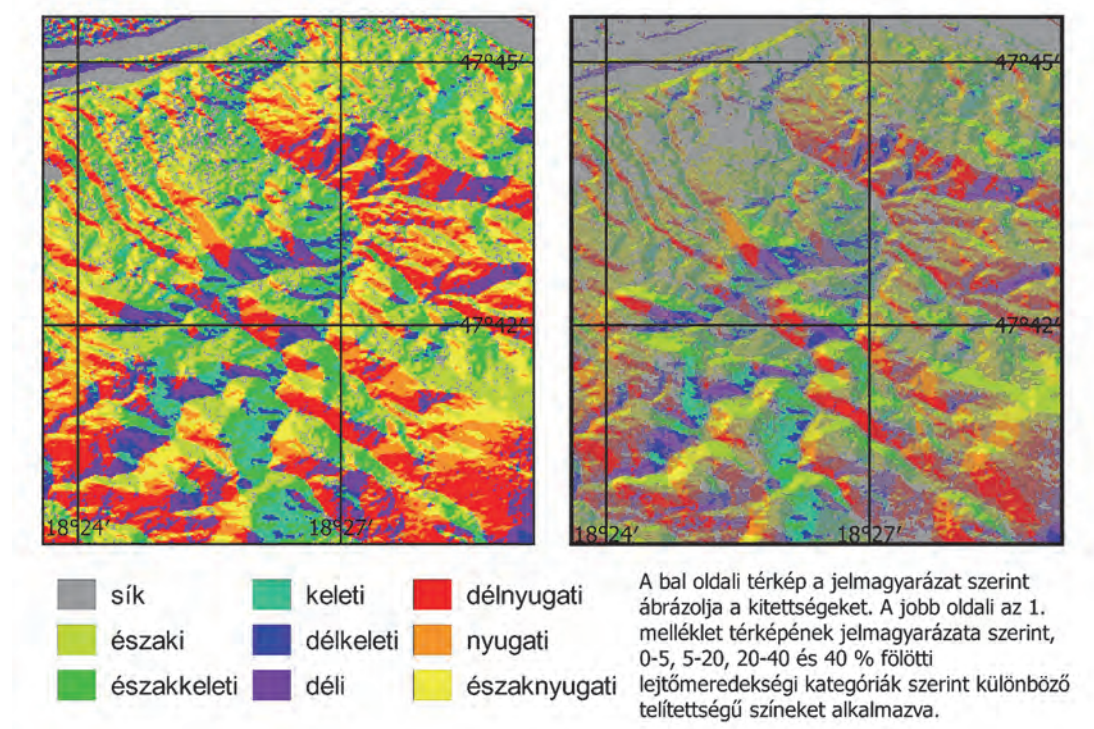 47°45′
47°45′
47°42′
47°42′
18°24′
18°27′
18°24′
18°27′
sík
keleti
délnyugati
északi
délkeleti
nyugati
északkeleti
déli
északnyugati
A bal oldali térkép a jelmagyarázat szerint
ábrázolja a kitettségeket. A jobb oldali az 1.
melléklet térképének jelmagyarázata szerint,
0-5, 5-20, 20-40 és 40 % fölötti
lejtőmeredekségi kategóriák szerint különböző
telítettségű színeket alkalmazva.